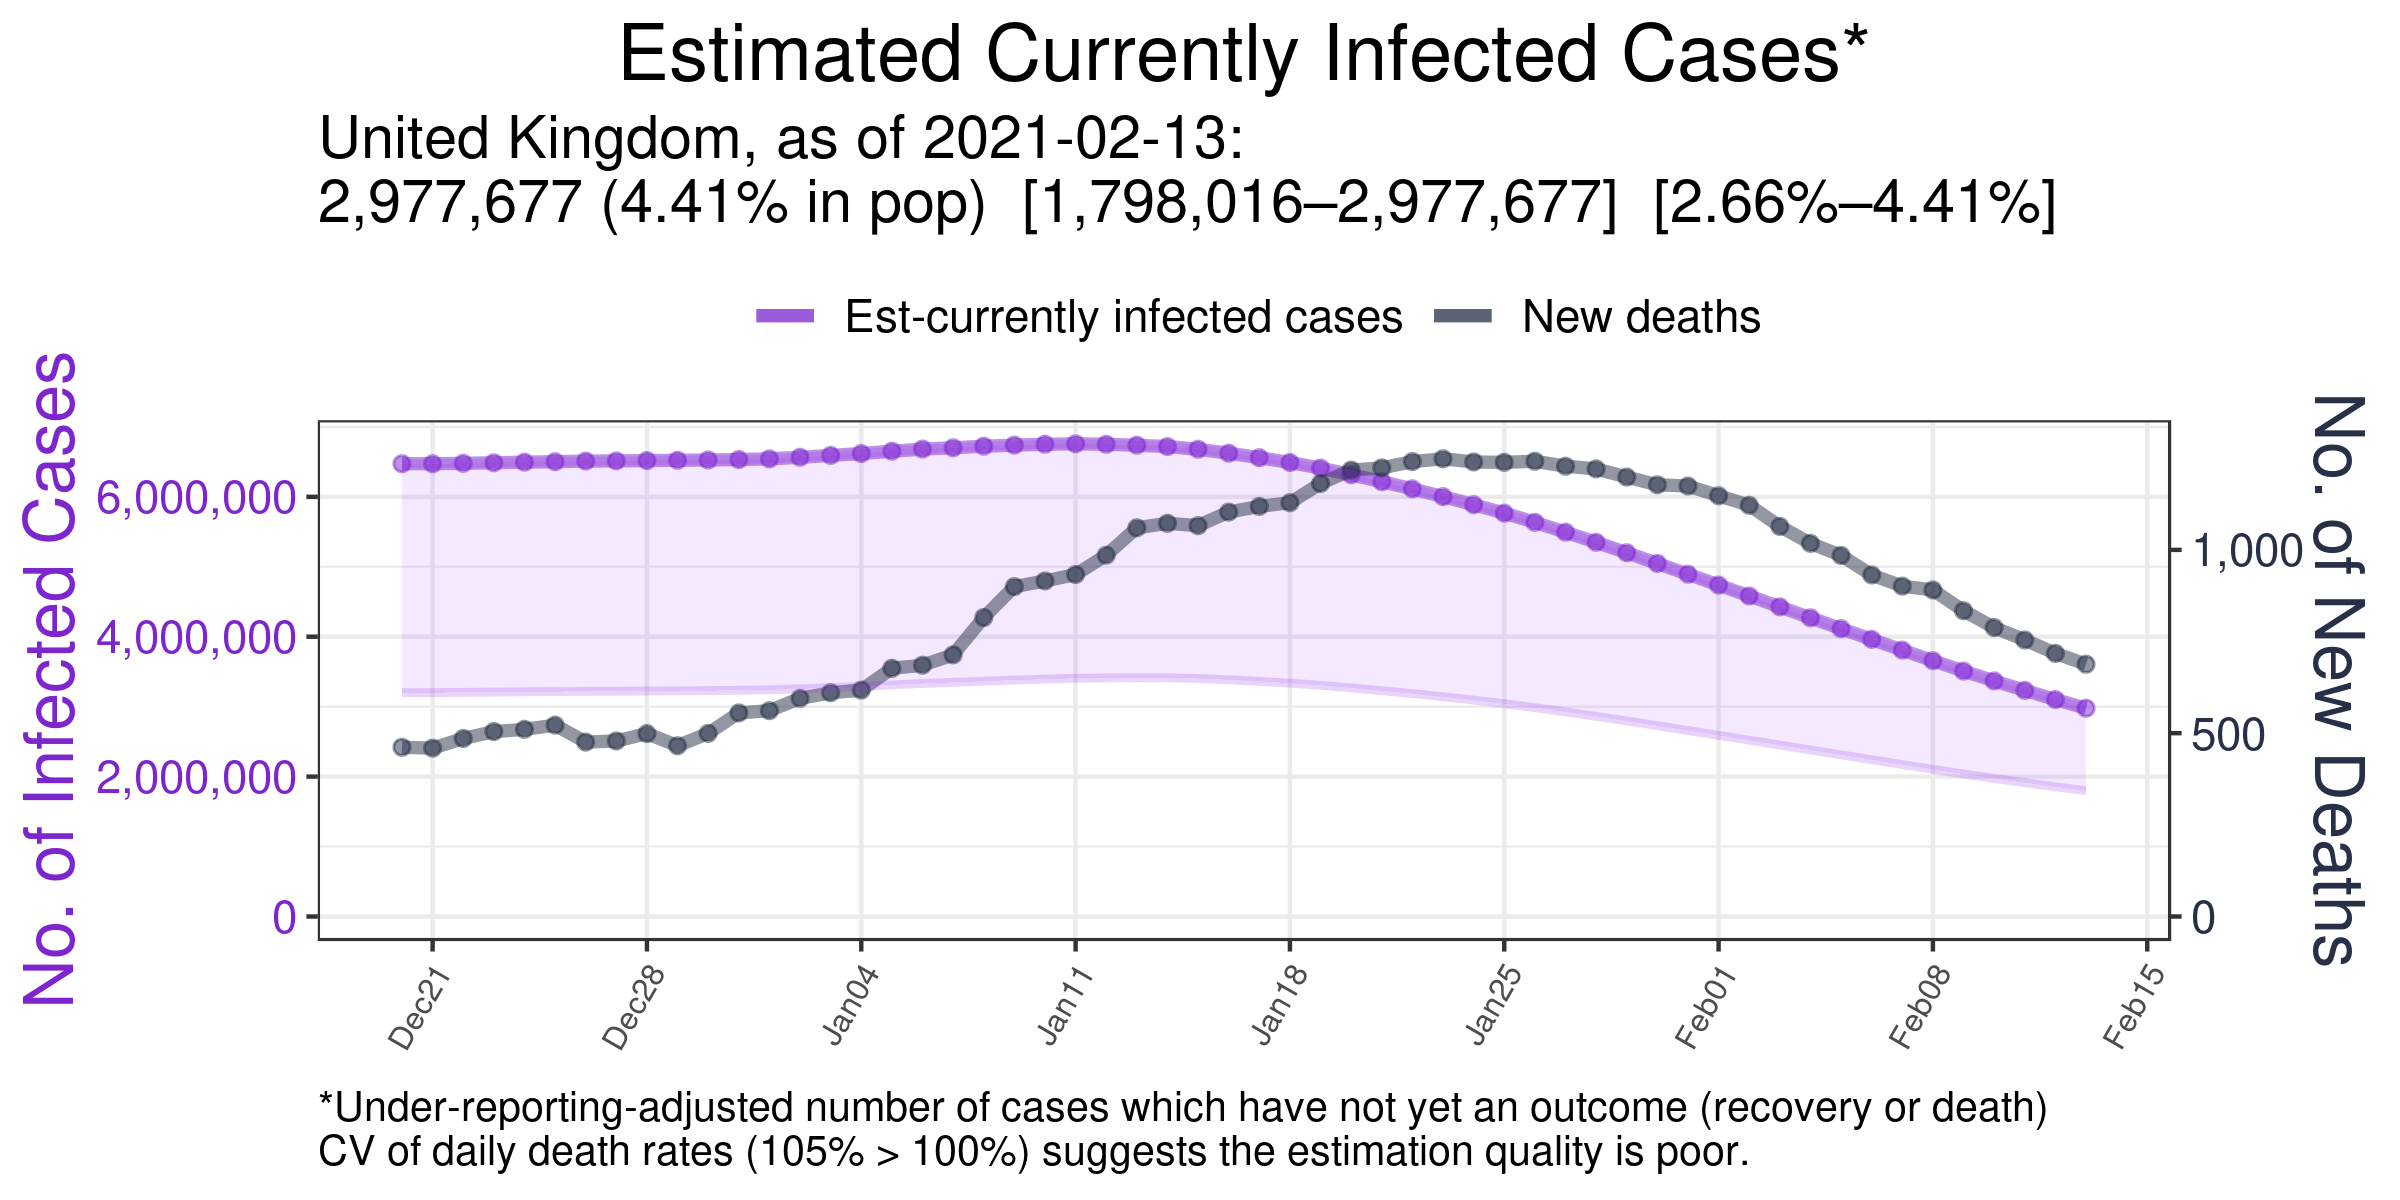 Estimated Currently Infected Cases*
United Kingdom, as of 2021-02-13:
2,977,677 (4.41% in pop) [1,798,016–2,977,677] [2.66%–4.41%]
Est-currently infected cases New deaths
No. of Infected Cases
6,000,000
4,000,000
2,000,000
0
1,000
500
0
No. of New Deaths
Dec21 Dec28 Jan04 Jan11 Jan18 Jan25 Feb01 Feb08 Feb15
*Under-reporting-adjusted number of cases which have not yet an outcome (recovery or death)
CV of daily death rates (105% > 100%) suggests the estimation quality is poor.